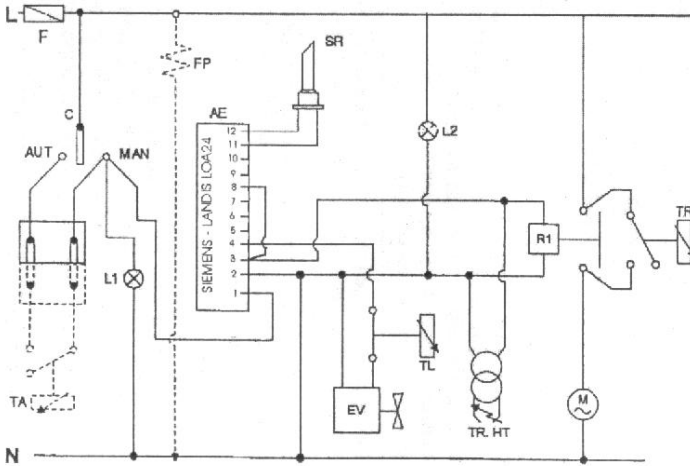 L
F
FP
SR
C
AE
AUT
MAN
SIEMENS - LANDIS LOA24
12
11
10
9
8
7
6
5
4
3
2
1
L2
R1
TR
L1
TL
TA
EV
TR. HT
M
N